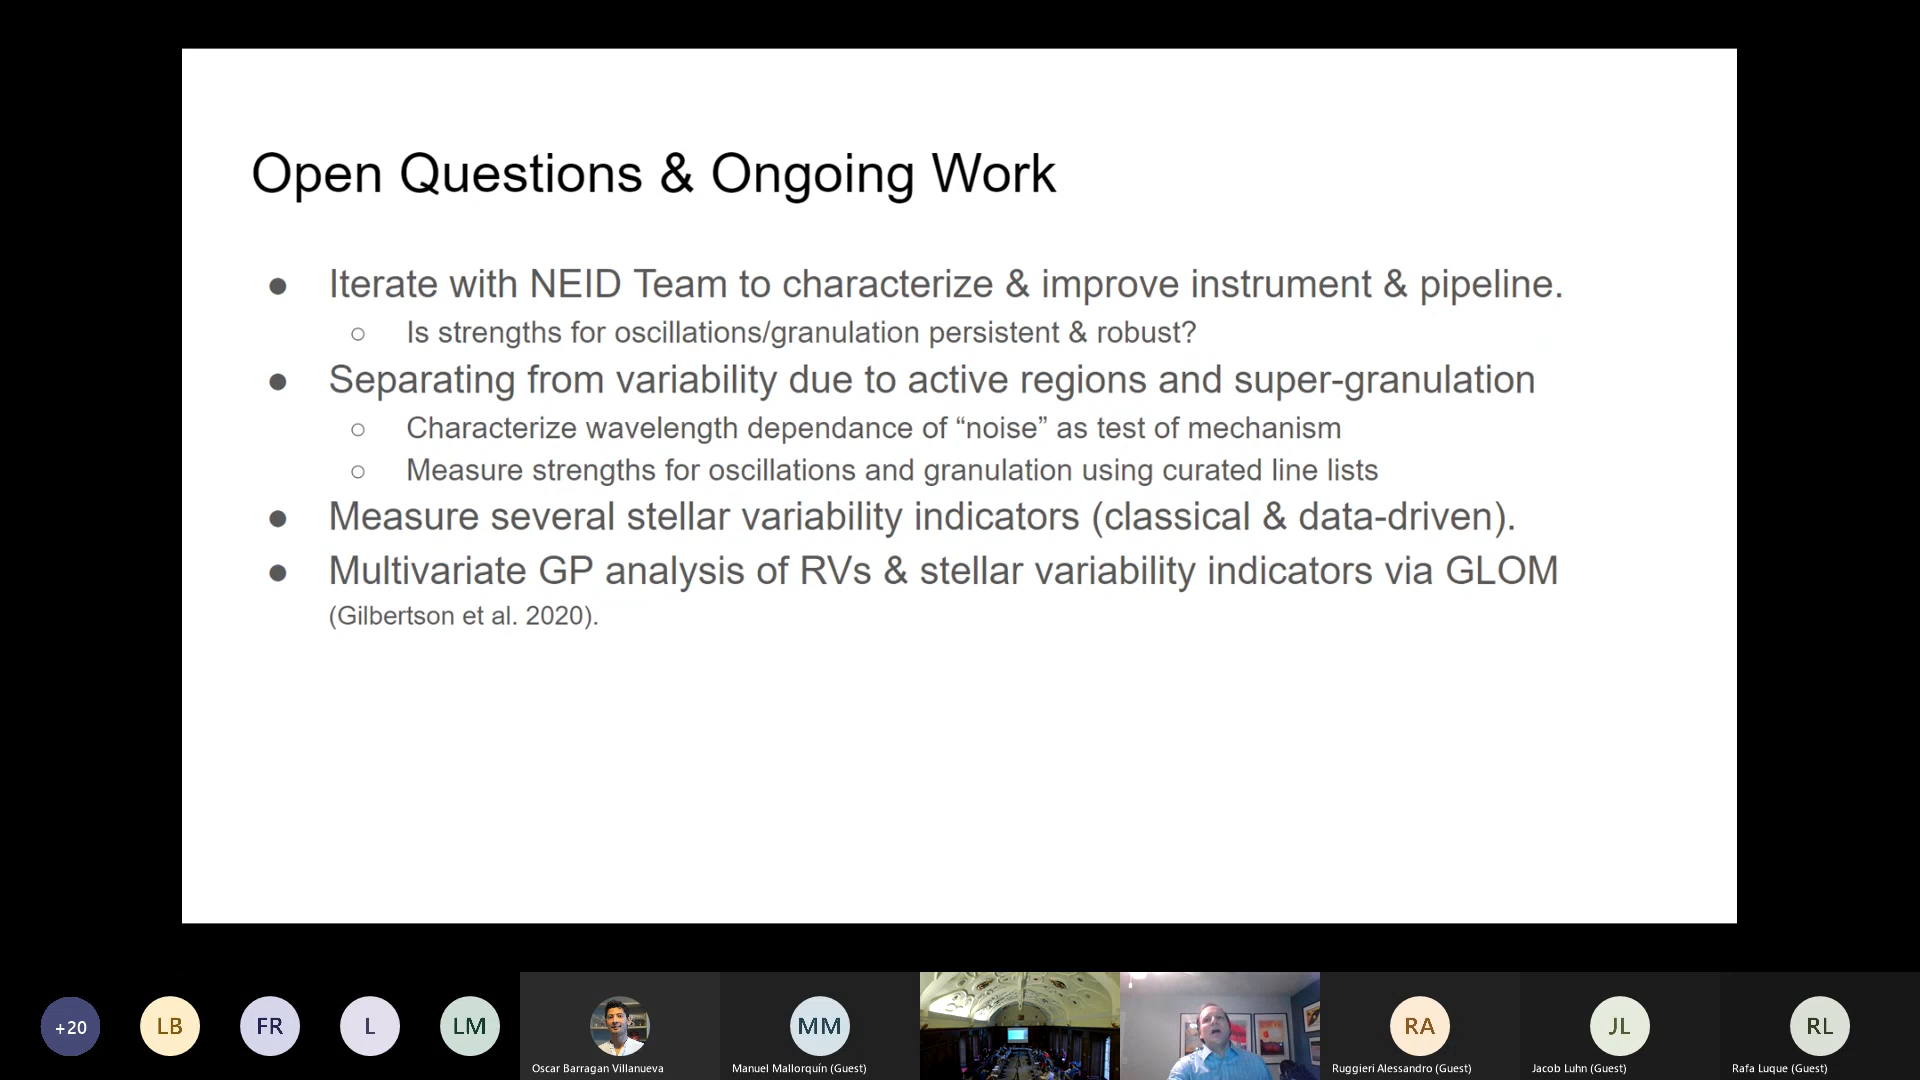 Open Questions & Ongoing Work
● Iterate with NEID Team to characterize & improve instrument & pipeline.
○ Is strengths for oscillations/granulation persistent & robust?
● Separating from variability due to active regions and super-granulation
○ Characterize wavelength dependance of “noise” as test of mechanism
○ Measure strengths for oscillations and granulation using curated line lists
● Measure several stellar variability indicators (classical & data-driven).
● Multivariate GP analysis of RVs & stellar variability indicators via GLOM
(Gilbertson et al. 2020).
+20
LB
FR
L
LM
Oscar Barragan Villanueva
MM
Manuel Mallorquín (Guest)
RA
Ruggieri Alessandro (Guest)
JL
Jacob Luhn (Guest)
RL
Rafa Luque (Guest)